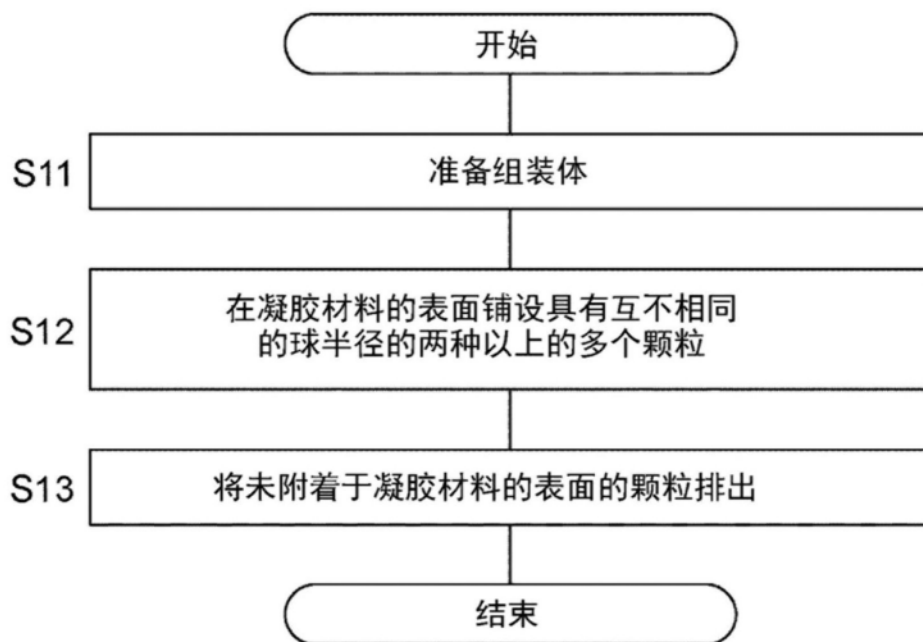 开始
S11
准备组装体
S12
在凝胶材料的表面铺设具有互不相同
的球半径的两种以上的多个颗粒
S13
将未附着于凝胶材料的表面的颗粒排出
结束